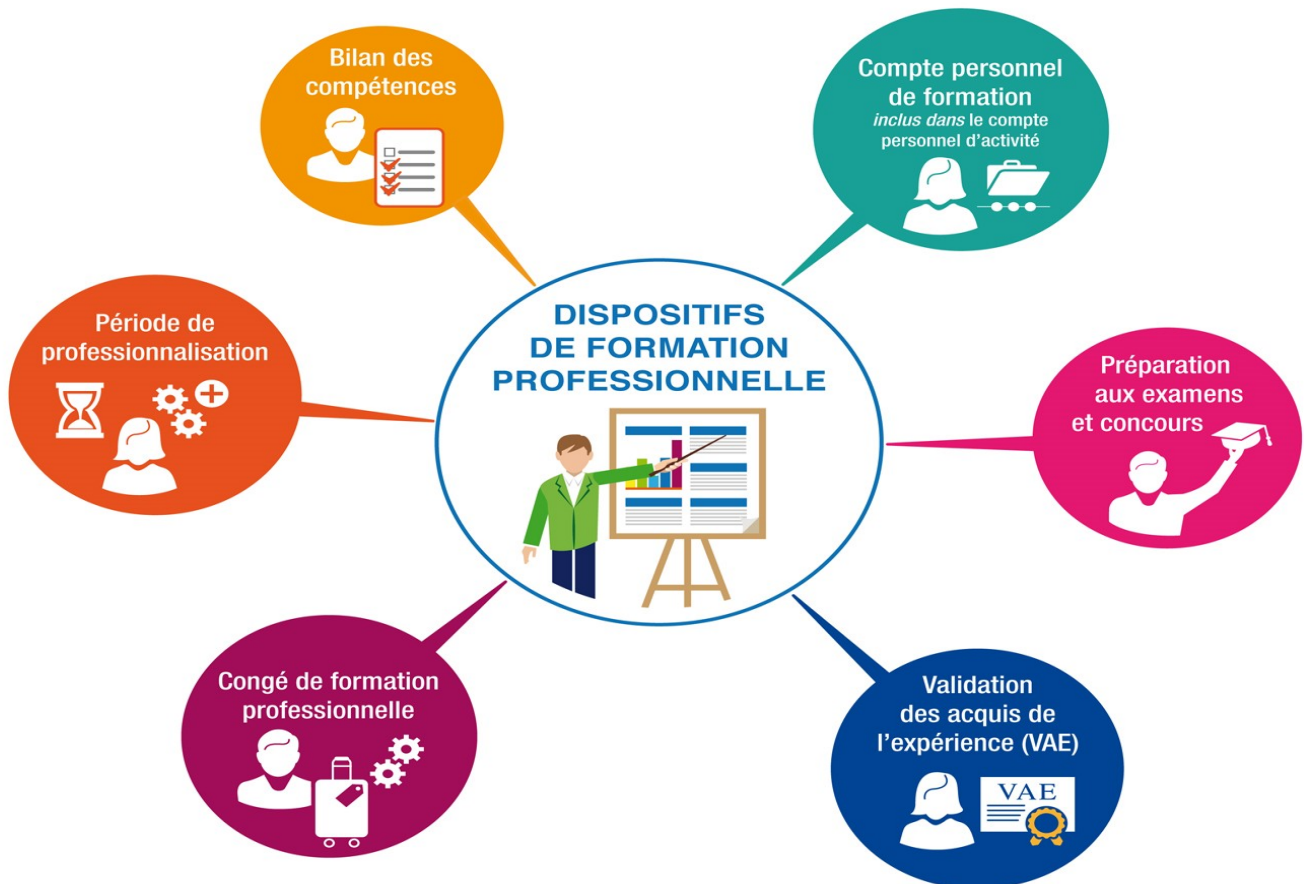 Bilan des
compétences
Compte personnel
de formation
inclus dans le compte
personnel d'activité
DISPOSITIFS
DE FORMATION
PROFESSIONNELLE
Période de
professionnalisation
Préparation
aux examens
et concours
Congé de formation
professionnelle
Validation
des acquis de
l'expérience (VAE)
VAE